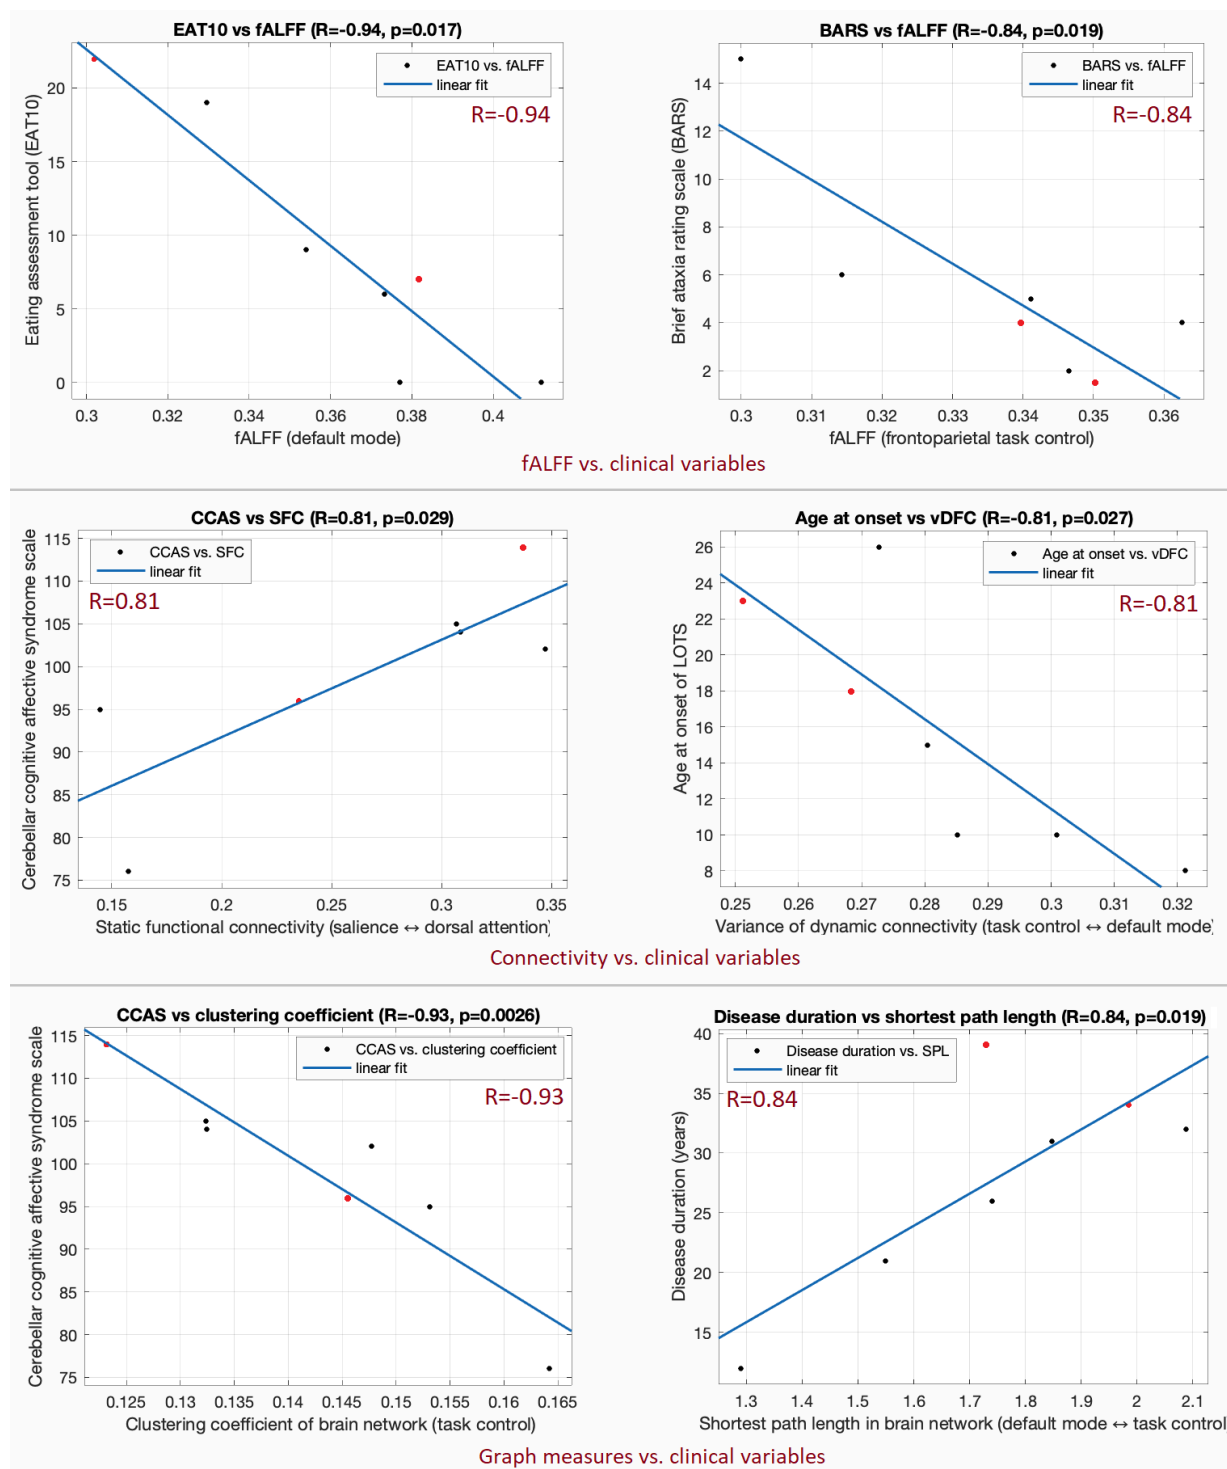 EAT10 vs fALFF (R=-0.94, p=0.017)
EAT10 vs. fALFF
linear fit
R=-0.94
Eating assessment tool (EAT10)
20
15
10
5
0
0.3 0.32 0.34 0.36 0.38 0.4
fALFF (default mode)
BARS vs fALFF (R=-0.84, p=0.019)
BARS vs. fALFF
linear fit
R=-0.84
Brief ataxia rating scale (BARS)
14
12
10
8
6
4
2
0.3 0.31 0.32 0.33 0.34 0.35 0.36
fALFF (frontoparietal task control)
fALFF vs. clinical variables
CCAS vs SFC (R=0.81, p=0.029)
CCAS vs. SFC
linear fit
R=0.81
Cerebellar cognitive affective syndrome scale
115
110
105
100
95
90
85
80
75
0.15 0.2 0.25 0.3 0.35
Static functional connectivity (salience ↔ dorsal attention)
Age at onset vs vDFC (R=-0.81, p=0.027)
Age at onset vs. vDFC
linear fit
R=-0.81
Age at onset of LOTS
26
24
22
20
18
16
14
12
10
8
0.25 0.26 0.27 0.28 0.29 0.3 0.31 0.32
Variance of dynamic connectivity (task control ↔ default mode)
Connectivity vs. clinical variables
CCAS vs clustering coefficient (R=-0.93, p=0.0026)
CCAS vs. clustering coefficient
linear fit
R=-0.93
Cerebellar cognitive affective syndrome scale
115
110
105
100
95
90
85
80
75
0.125 0.13 0.135 0.14 0.145 0.15 0.155 0.16 0.165
Clustering coefficient of brain network (task control)
Disease duration vs shortest path length (R=0.84, p=0.019)
Disease duration vs. SPL
linear fit
R=0.84
Disease duration (years)
40
35
30
25
20
15
1.3 1.4 1.5 1.6 1.7 1.8 1.9 2 2.1
Shortest path length in brain network (default mode ↔ task control
Graph measures vs. clinical variables